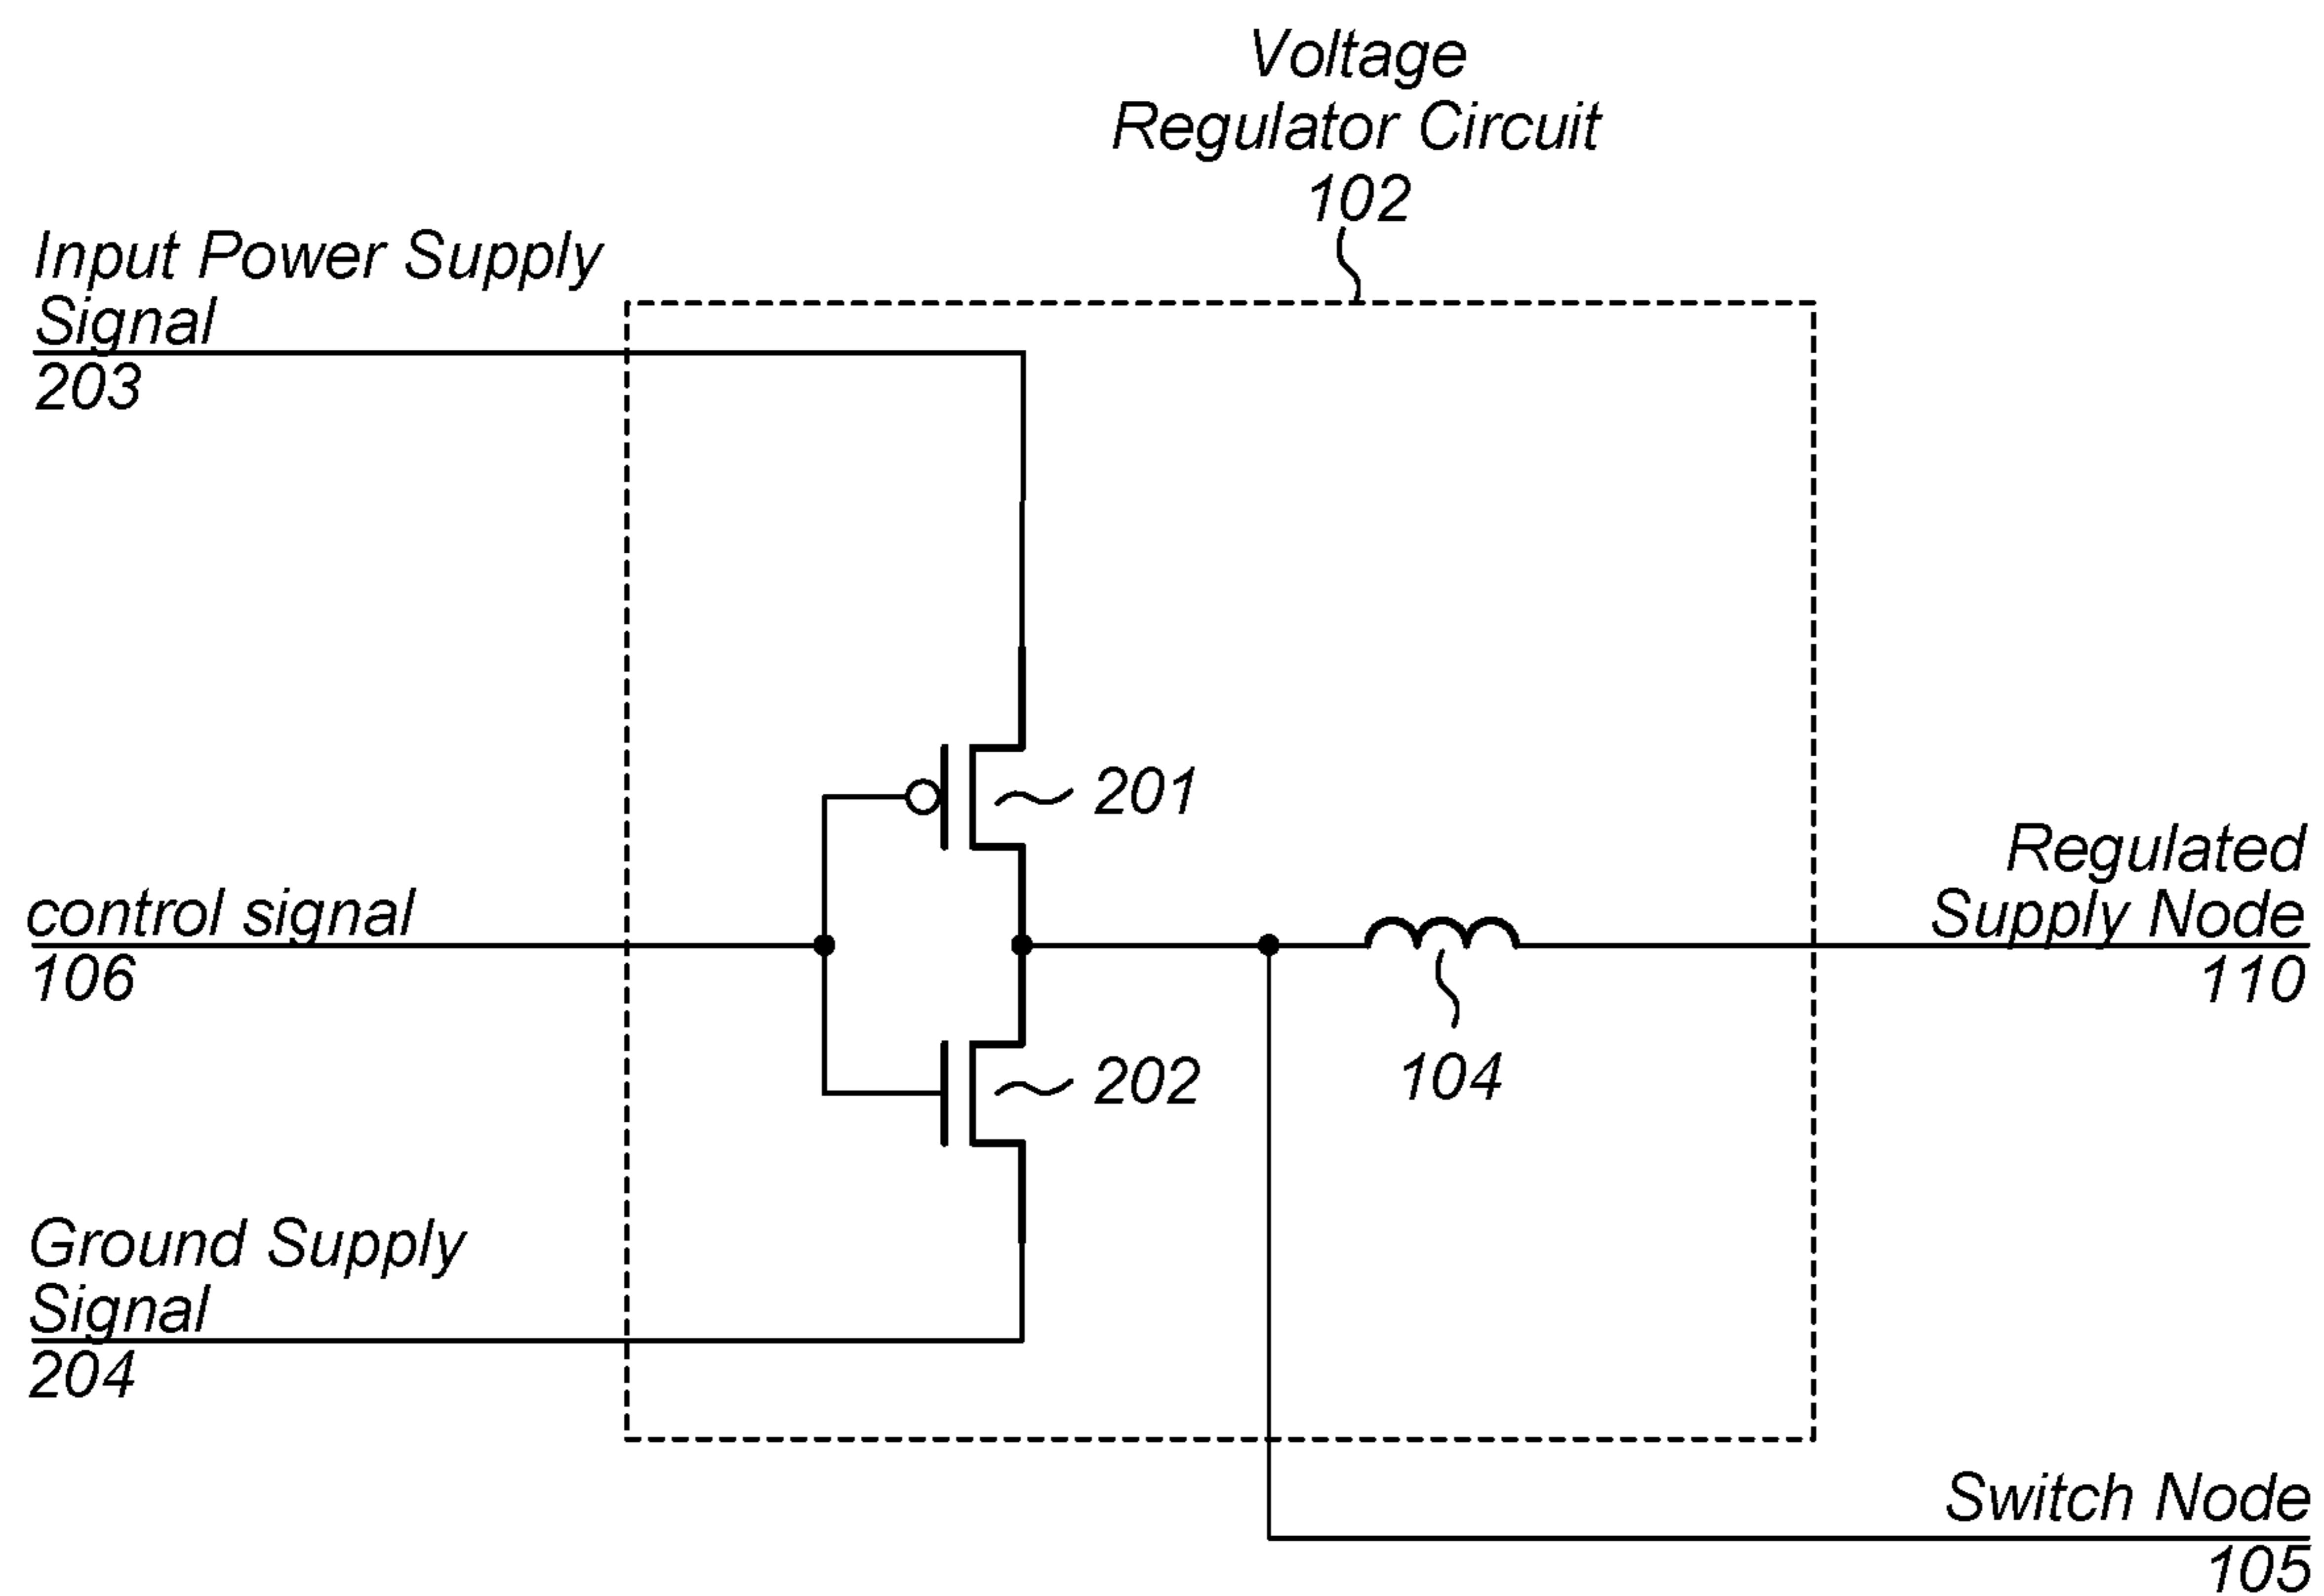 Voltage
Regulator Circuit
102
Input Power Supply
Signal
203
201
control signal
106
Regulated
Supply Node
110
202
104
Ground Supply
Signal
204
Switch Node
105